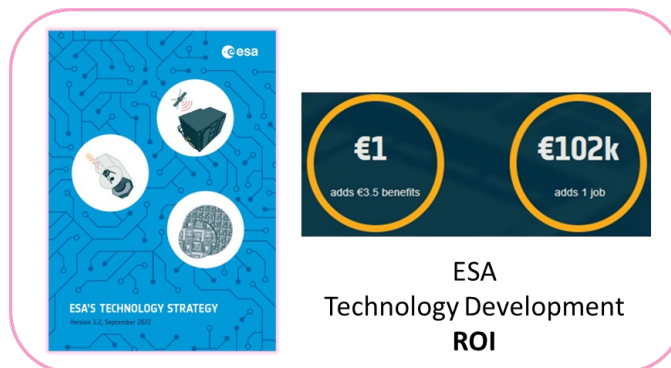 esa
ESA'S TECHNOLOGY STRATEGY
Version 1.2, September 2022
€1
adds €3.5 benefits
€102k
adds 1 job
ESA
Technology Development
ROI